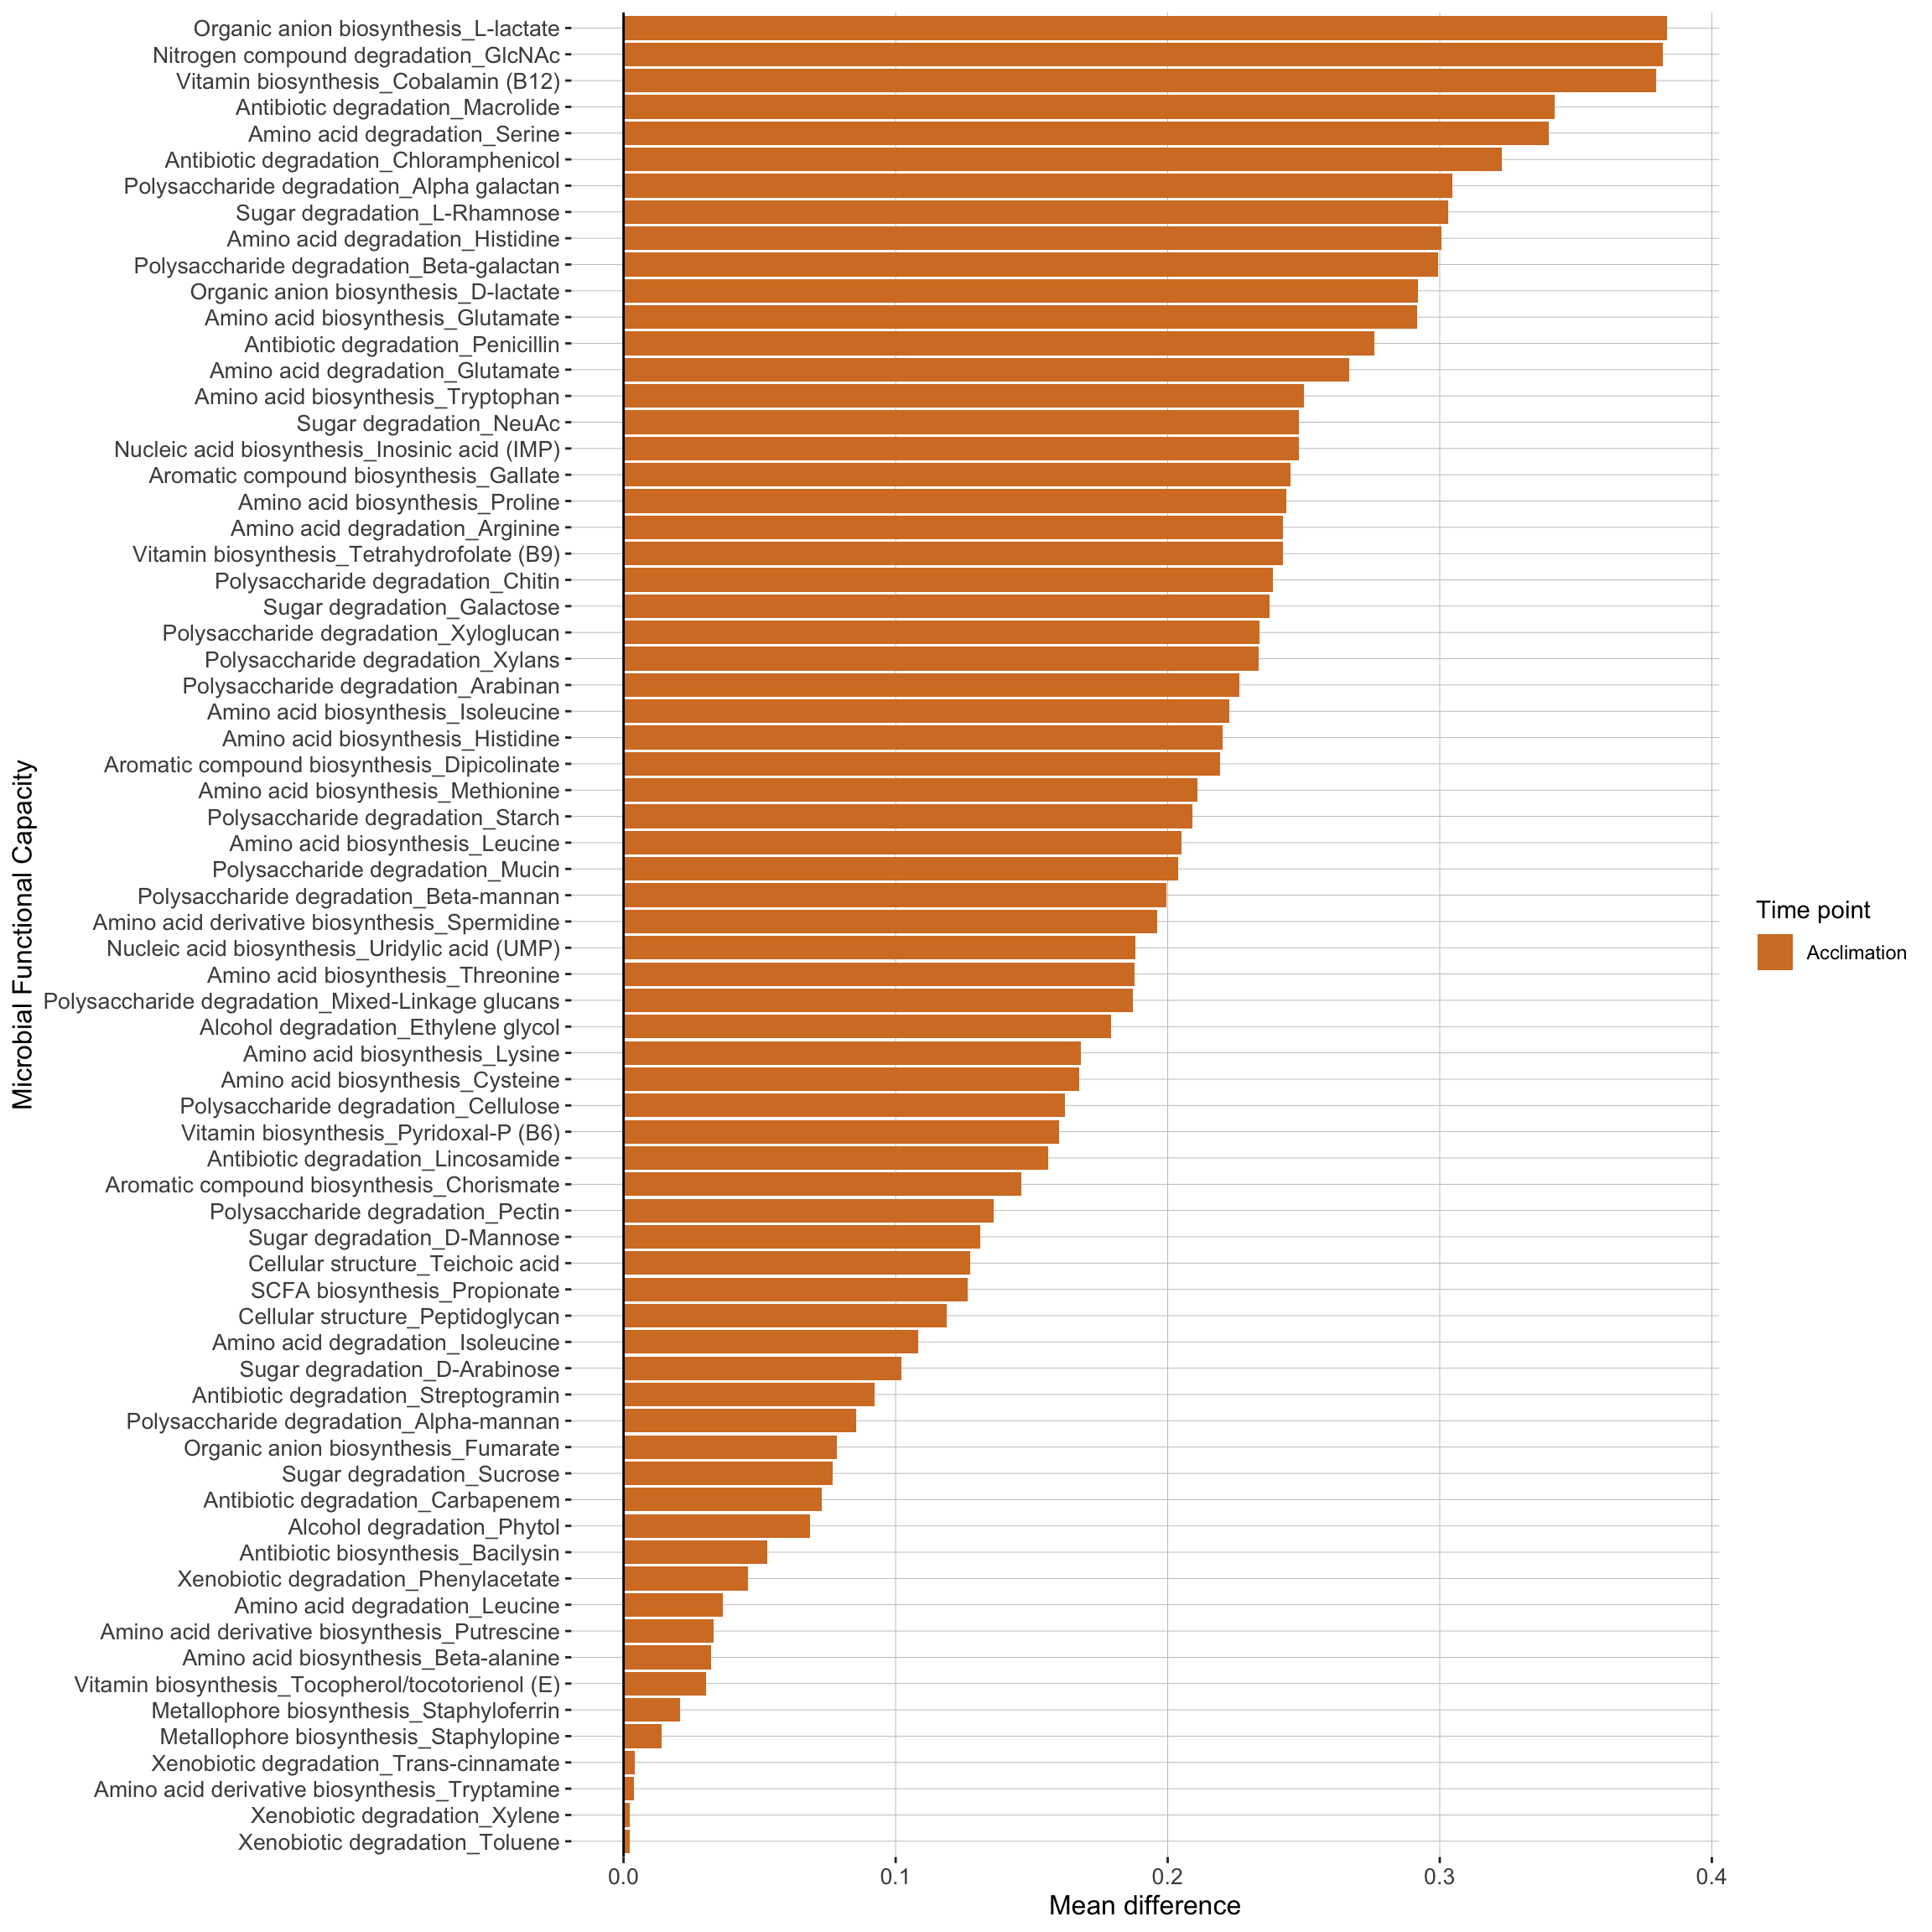 Organic anion biosynthesis_L-lactate
Nitrogen compound degradation_GlcNAc
Vitamin biosynthesis_Cobalamin (B12)
Antibiotic degradation_Macrolide
Amino acid degradation_Serine
Antibiotic degradation_Chloramphenicol
Polysaccharide degradation_Alpha galactan
Sugar degradation_L-Rhamnose
Amino acid degradation_Histidine
Polysaccharide degradation_Beta-galactan
Organic anion biosynthesis_D-lactate
Amino acid biosynthesis_Glutamate
Antibiotic degradation_Penicillin
Amino acid degradation_Glutamate
Amino acid biosynthesis_Tryptophan
Sugar degradation_NeuAc
Nucleic acid biosynthesis_Inosinic acid (IMP)
Aromatic compound biosynthesis_Gallate
Amino acid biosynthesis_Proline
Amino acid degradation_Arginine
Vitamin biosynthesis_Tetrahydrofolate (B9)
Polysaccharide degradation_Chitin
Sugar degradation_Galactose
Polysaccharide degradation_Xyloglucan
Polysaccharide degradation_Xylans
Polysaccharide degradation_Arabinan
Amino acid biosynthesis_Isoleucine
Amino acid biosynthesis_Histidine
Aromatic compound biosynthesis_Dipicolinate
Amino acid biosynthesis_Methionine
Polysaccharide degradation_Starch
Amino acid biosynthesis_Leucine
Polysaccharide degradation_Mucin
Polysaccharide degradation_Beta-mannan
Amino acid derivative biosynthesis_Spermidine
Nucleic acid biosynthesis_Uridylic acid (UMP)
Amino acid biosynthesis_Threonine
Polysaccharide degradation_Mixed-Linkage glucans
Alcohol degradation_Ethylene glycol
Amino acid biosynthesis_Lysine
Amino acid biosynthesis_Cysteine
Polysaccharide degradation_Cellulose
Vitamin biosynthesis_Pyridoxal-P (B6)
Antibiotic degradation_Lincosamide
Aromatic compound biosynthesis_Chorismate
Polysaccharide degradation_Pectin
Sugar degradation_D-Mannose
Cellular structure_Teichoic acid
SCFA biosynthesis_Propionate
Cellular structure_Peptidoglycan
Amino acid degradation_Isoleucine
Sugar degradation_D-Arabinose
Antibiotic degradation_Streptogramin
Polysaccharide degradation_Alpha-mannan
Organic anion biosynthesis_Fumarate
Sugar degradation_Sucrose
Antibiotic degradation_Carbapenem
Alcohol degradation_Phytol
Antibiotic biosynthesis_Bacilysin
Xenobiotic degradation_Phenylacetate
Amino acid degradation_Leucine
Amino acid derivative biosynthesis_Putrescine
Amino acid biosynthesis_Beta-alanine
Vitamin biosynthesis_Tocopherol/tocotorienol (E)
Metallophore biosynthesis_Staphyloferrin
Metallophore biosynthesis_Staphylopine
Xenobiotic degradation_Trans-cinnamate
Amino acid derivative biosynthesis_Tryptamine
Xenobiotic degradation_Xylene
Xenobiotic degradation_Toluene
0.0 0.1 0.2 0.3 0.4
Mean difference
Microbial Functional Capacity
Time point
Acclimation